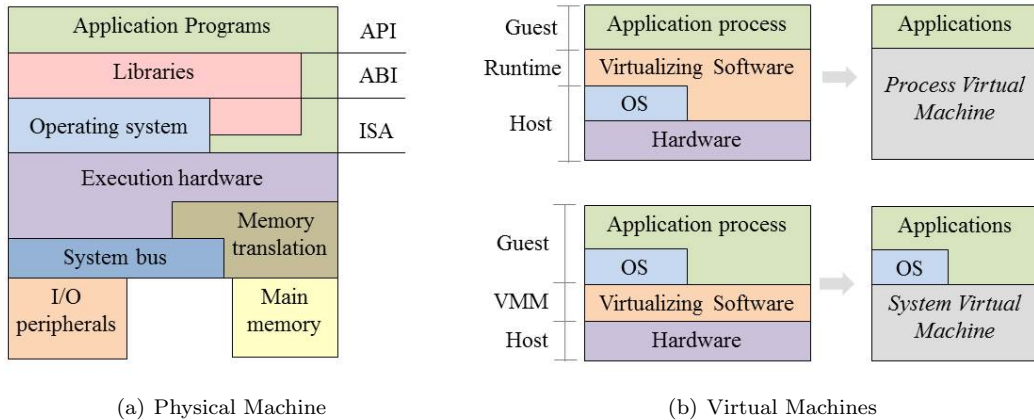 Application Programs
API
Libraries
ABI
Operating system
ISA
Execution hardware
Memory
translation
System bus
I/O
peripherals
Main
memory
(a) Physical Machine
Guest
Application process
Runtime
Virtualizing Software
OS
Host
Hardware
Applications
Process Virtual
Machine
Guest
Application process
OS
VMM
Virtualizing Software
Host
Hardware
Applications
OS
System Virtual
Machine
(b) Virtual Machines